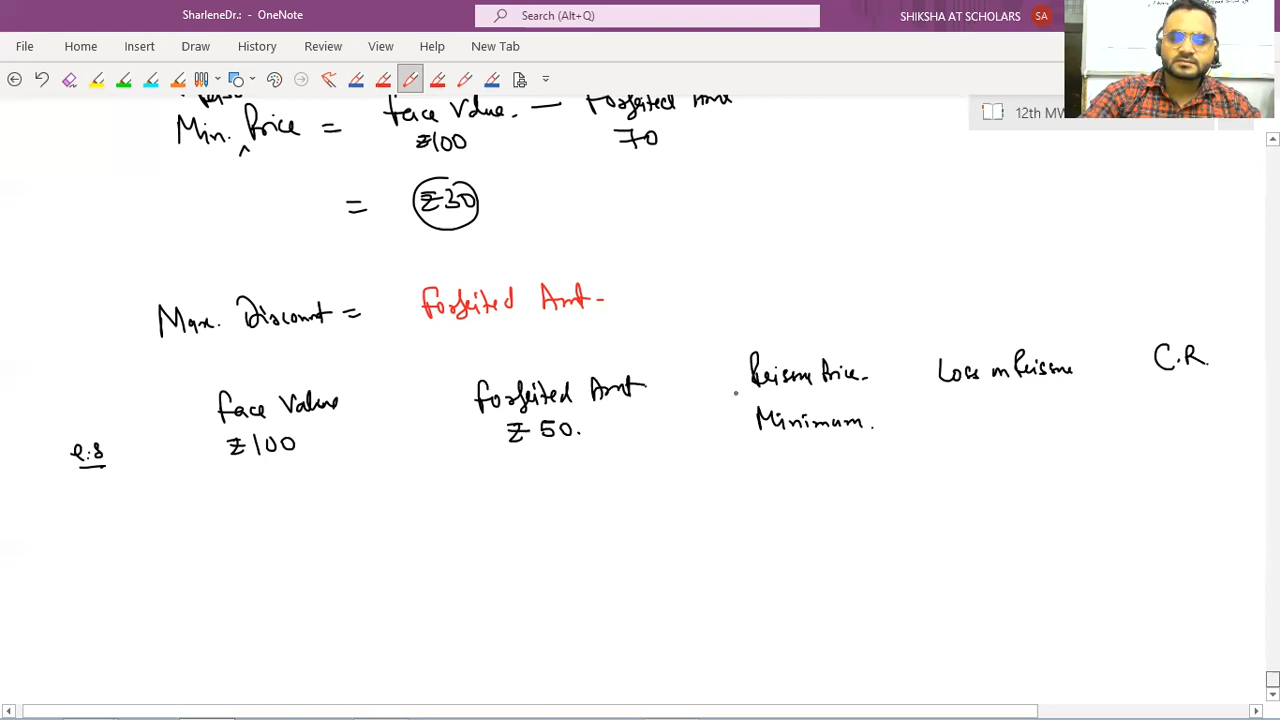 SharleneDr.: - OneNote
Search (Alt+Q)
SHIKSHA AT SCHOLARS SA
File Home Insert Draw History Review View Help New Tab
12th MW
Min. Price = Face Value. — Forfeited Amt
₹100 70
= ₹30
Max. Discount = Forfeited Amt-
Face Value Forfeited Amt Reissue Price. Loss on Reissue C.R.
e.g ₹100 ₹ 50. Minimum.